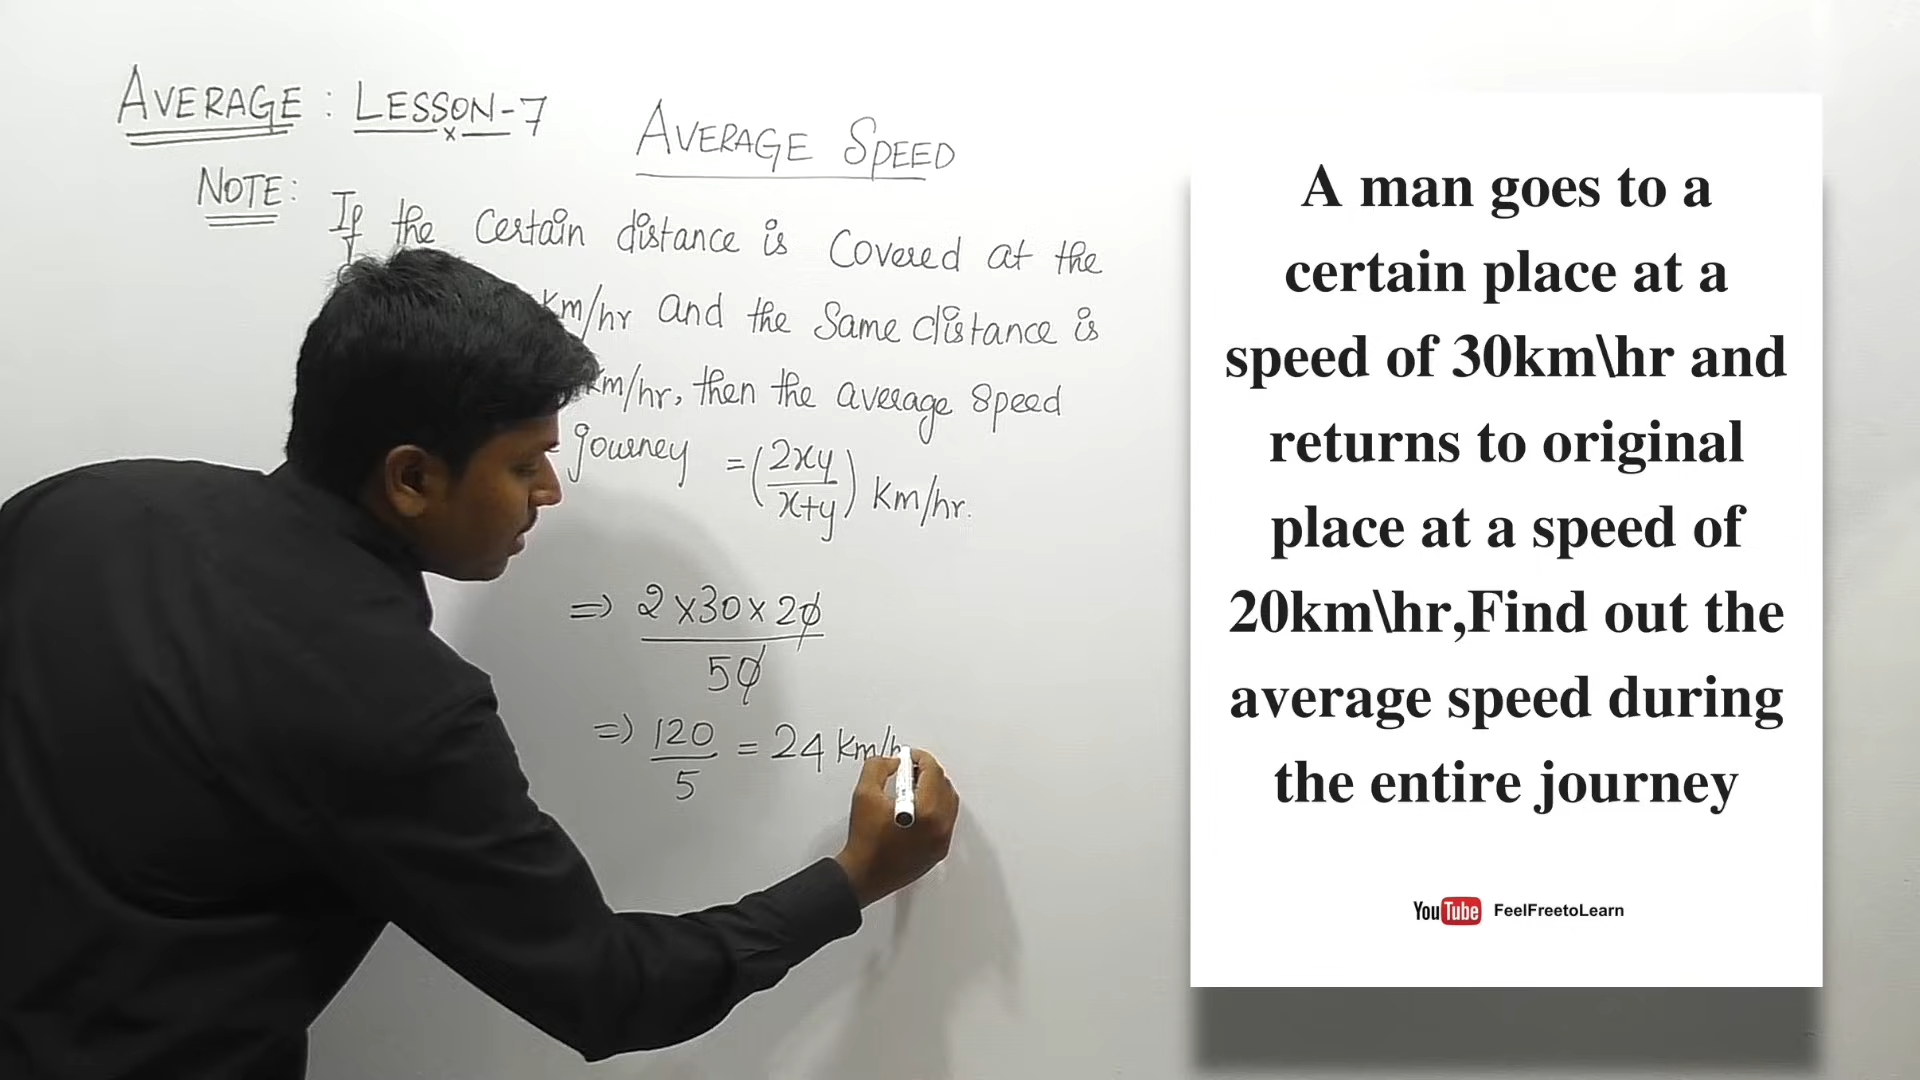 AVERAGE : LESSON-7
AVERAGE SPEED
NOTE:
If the Certain distance is Covered at the
Km/hr and the Same distance is
Km/hr, then the average speed
journey = (2xy/x+y) Km/hr.
=> 2 x 30 x 20
50
=> 120/5 = 24 Km/h
A man goes to a
certain place at a
speed of 30km\hr and
returns to original
place at a speed of
20km\hr,Find out the
average speed during
the entire journey
YouTube FeelFreetoLearn